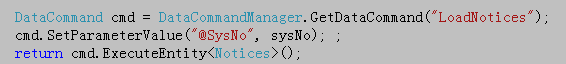 DataCommand cmd = DataCommandManager.GetDataCommand("LoadNotices");
cmd.SetParameterValue("@SysNo", sysNo); ;
return cmd.ExecuteEntity<Notices>();